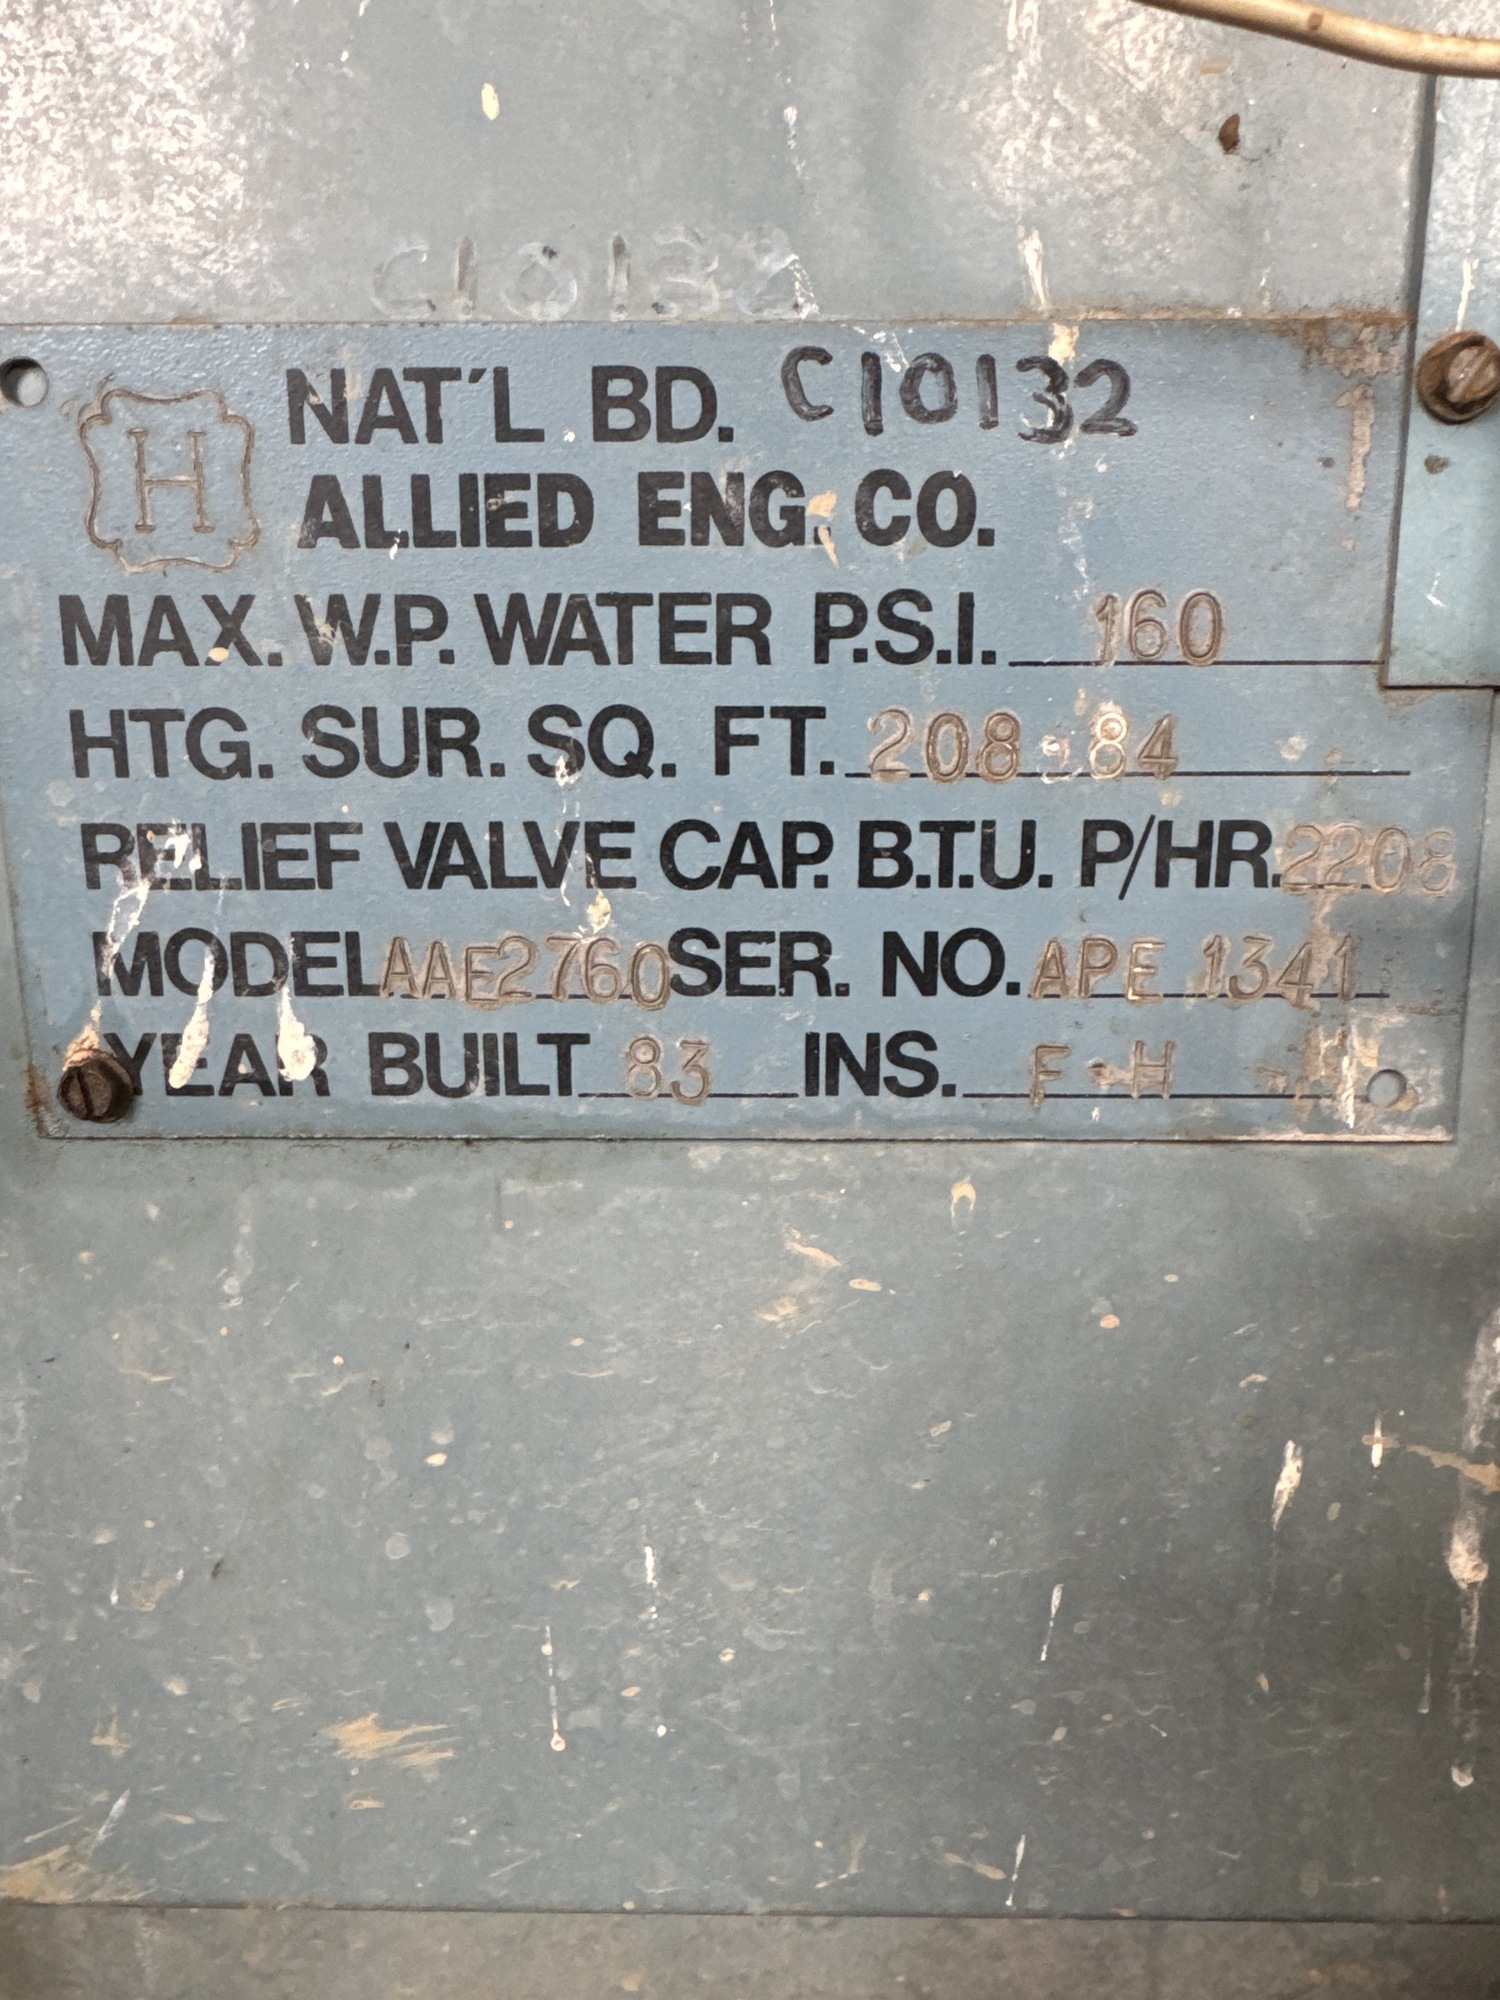 C10132
NAT'L BD. C10132
H
ALLIED ENG. CO.
MAX. W.P. WATER P.S.I. 160
HTG. SUR. SQ. FT. 208.84
RELIEF VALVE CAP. B.T.U. P/HR. 2208
MODEL AAE2760 SER. NO. APE 1341
YEAR BUILT 83 INS. F-H